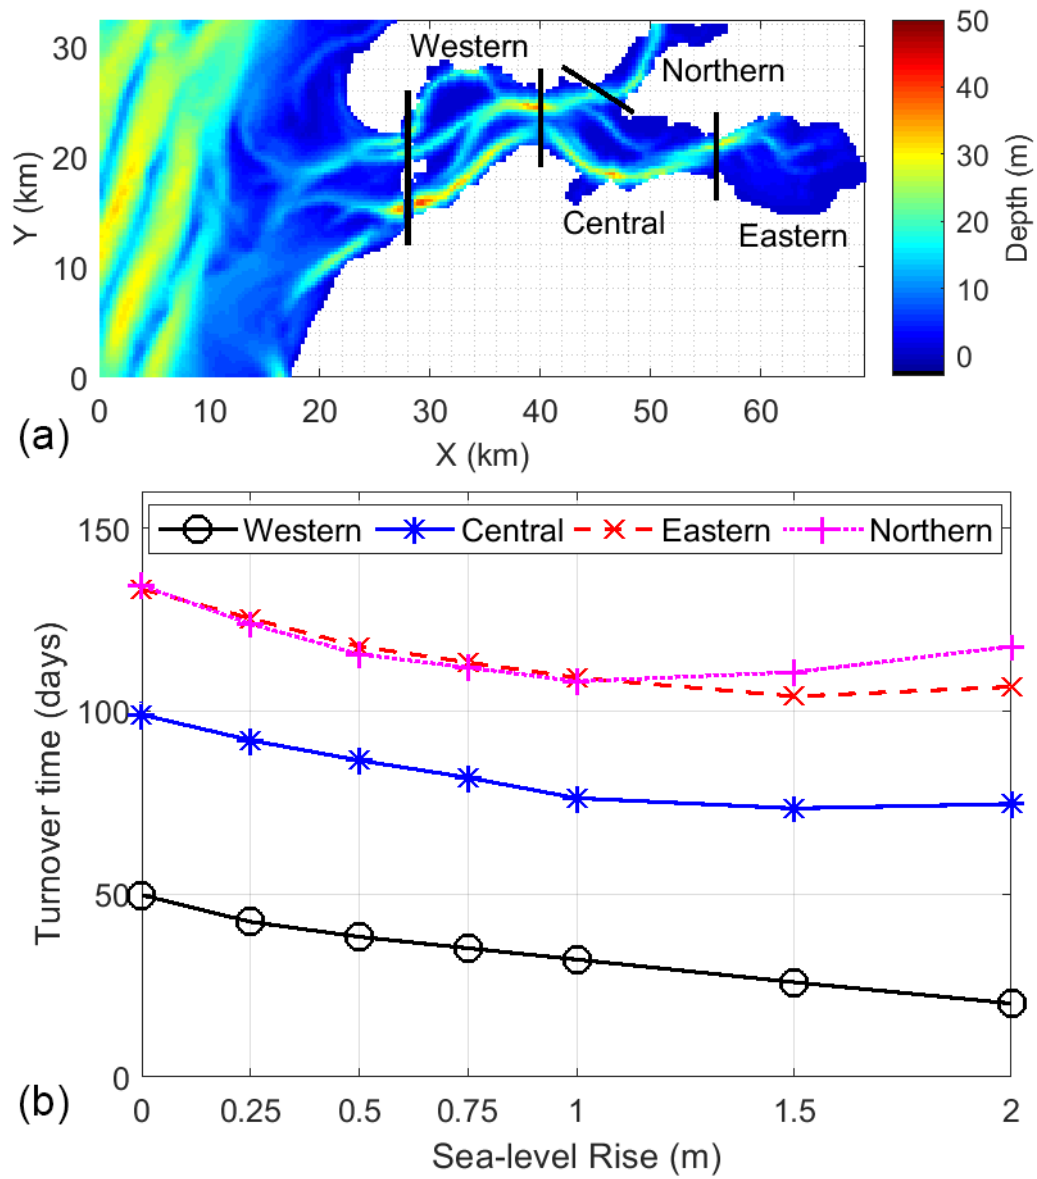 Western
Northern
Central
Eastern
30
20
10
0
Y (km)
0 10 20 30 40 50 60
X (km)
50
40
30
20
10
0
Depth (m)
(a)
Western Central Eastern Northern
150
100
50
0
Turnover time (days)
0 0.25 0.5 0.75 1 1.5 2
Sea-level Rise (m)
(b)